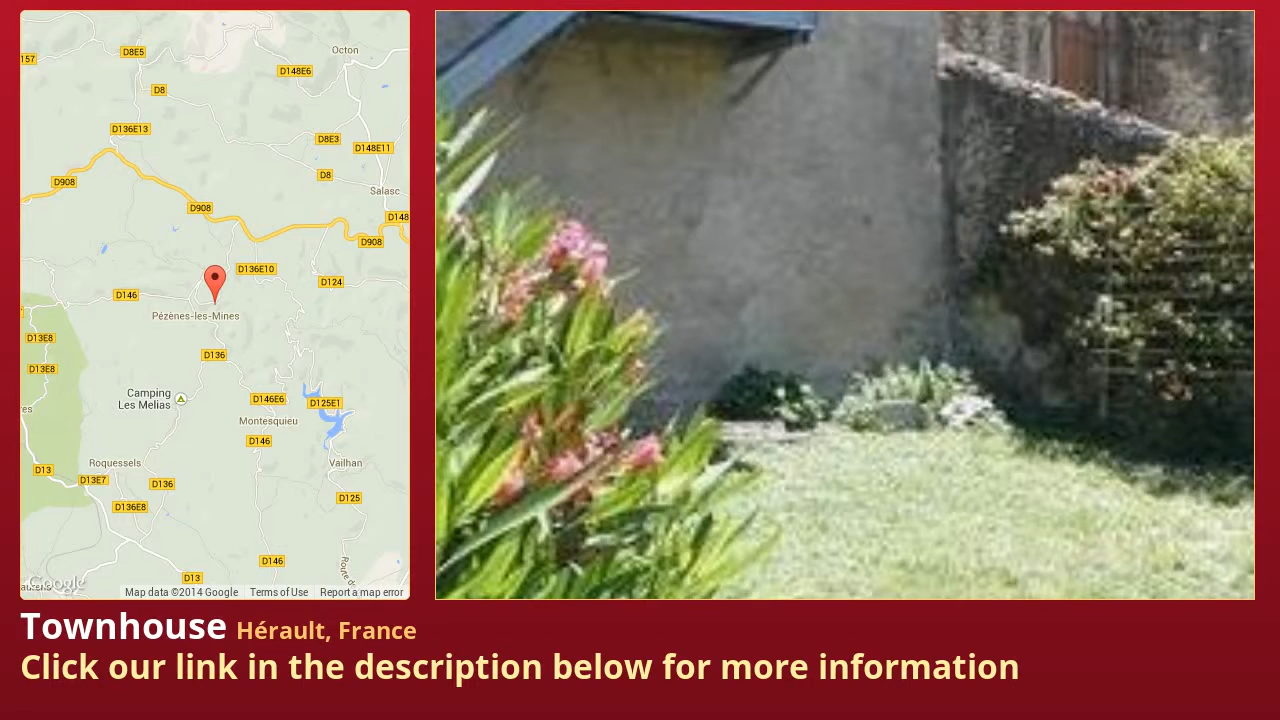 157
D8E5
Octon
D148E6
D8
D136E13
D8E3
D148E11
D8
D908
Salasc
D908
D148
D908
D136E10
D124
D146
Pézènes-les-Mines
D13E8
D136
D13E8
Camping
Les Melias
D146E6
D125E1
Montesquieu
D146
Roquessels
Vailhan
D13
D13E7
D136
D125
D136E8
D146
D13
Route d
Google
Map data ©2014 Google Terms of Use Report a map error
Townhouse Hérault, France
Click our link in the description below for more information